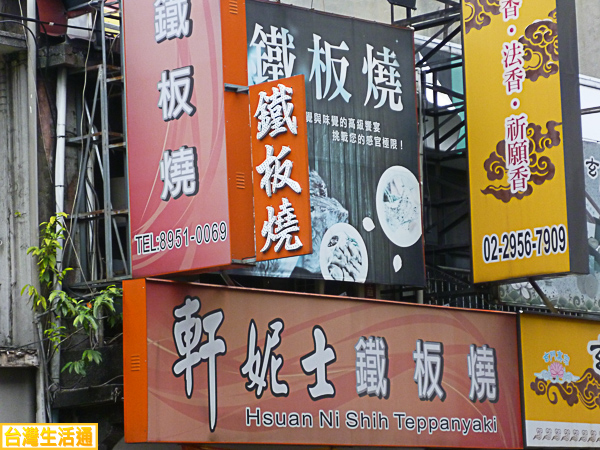 鐵板燒
TEL:8951-0069
鐵板燒
鐵板燒
覺與味覺的高級饗宴
挑戰您的感官極限！
香·法香·祈願香
02-2956-7909
軒妮士鐵板燒
Hsuan Ni Shih Teppanyaki
玄
台灣生活通